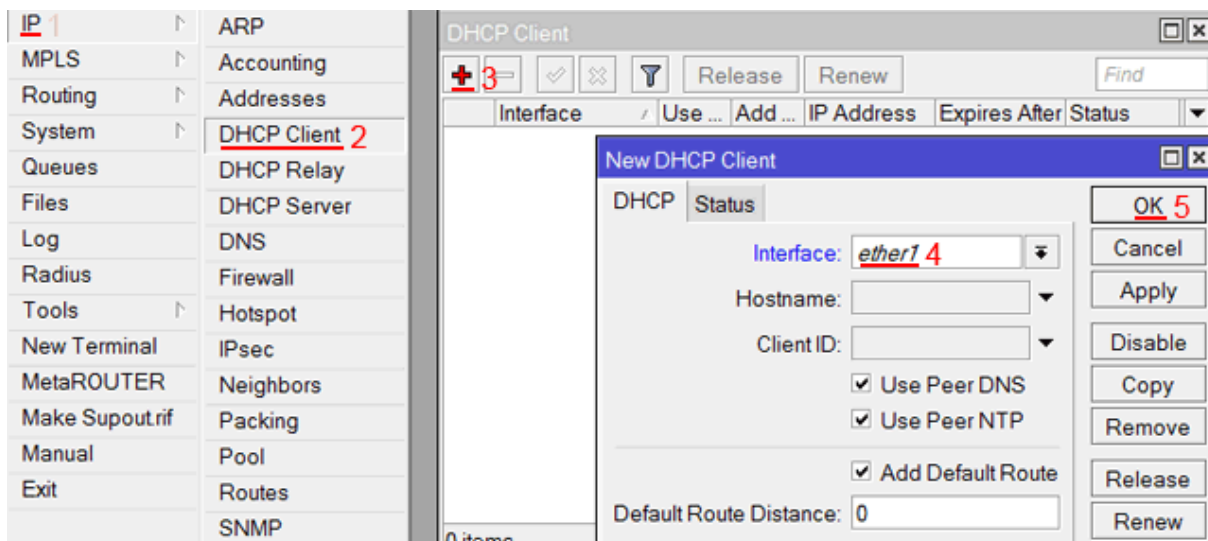 IP 1
MPLS
Routing
System
Queues
Files
Log
Radius
Tools
New Terminal
MetaROUTER
Make Supout.rif
Manual
Exit
ARP
Accounting
Addresses
DHCP Client 2
DHCP Relay
DHCP Server
DNS
Firewall
Hotspot
IPsec
Neighbors
Packing
Pool
Routes
SNMP
DHCP Client
3 Release Renew Find
Interface Use ... Add ... IP Address Expires After Status
New DHCP Client
DHCP Status
Interface: ether1 4
Hostname:
Client ID:
Use Peer DNS
Use Peer NTP
Add Default Route
Default Route Distance: 0
OK 5
Cancel
Apply
Disable
Copy
Remove
Release
Renew
0 items